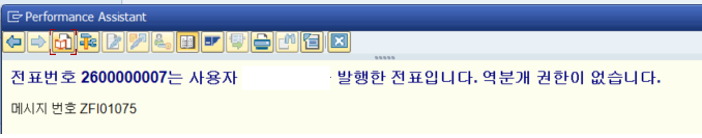 Performance Assistant
전표번호 2600000007는 사용자 발행한 전표입니다. 역분개 권한이 없습니다.
메시지 번호 ZFI01075